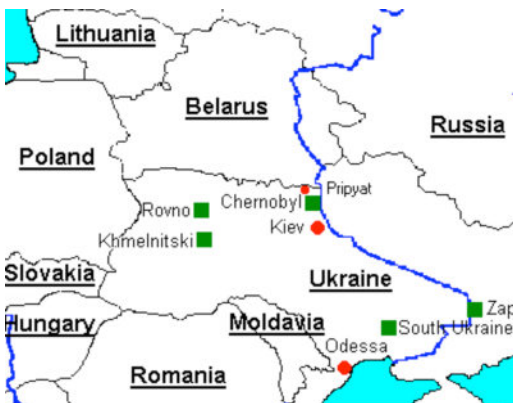 Lithuania
Belarus
Russia
Poland
Pripyat
Chernobyl
Rovno
Kiev
Khmelnitski
Slovakia
Ukraine
Zap
Hungary
Moldavia
South Ukraine
Odessa
Romania